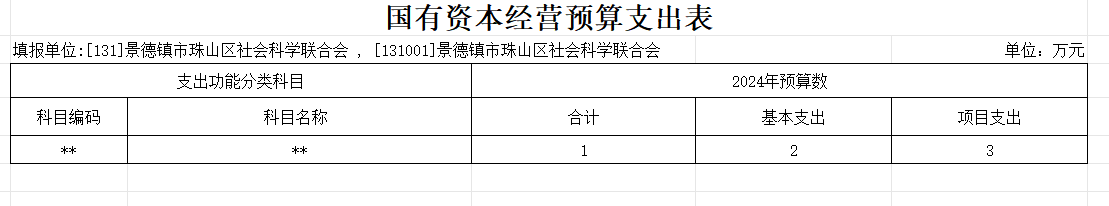 国有资本经营预算支出表
填报单位:[131]景德镇市珠山区社会科学联合会 , [131001]景德镇市珠山区社会科学联合会 单位：万元
支出功能分类科目 2024年预算数
科目编码 科目名称 合计 基本支出 项目支出
** ** 1 2 3